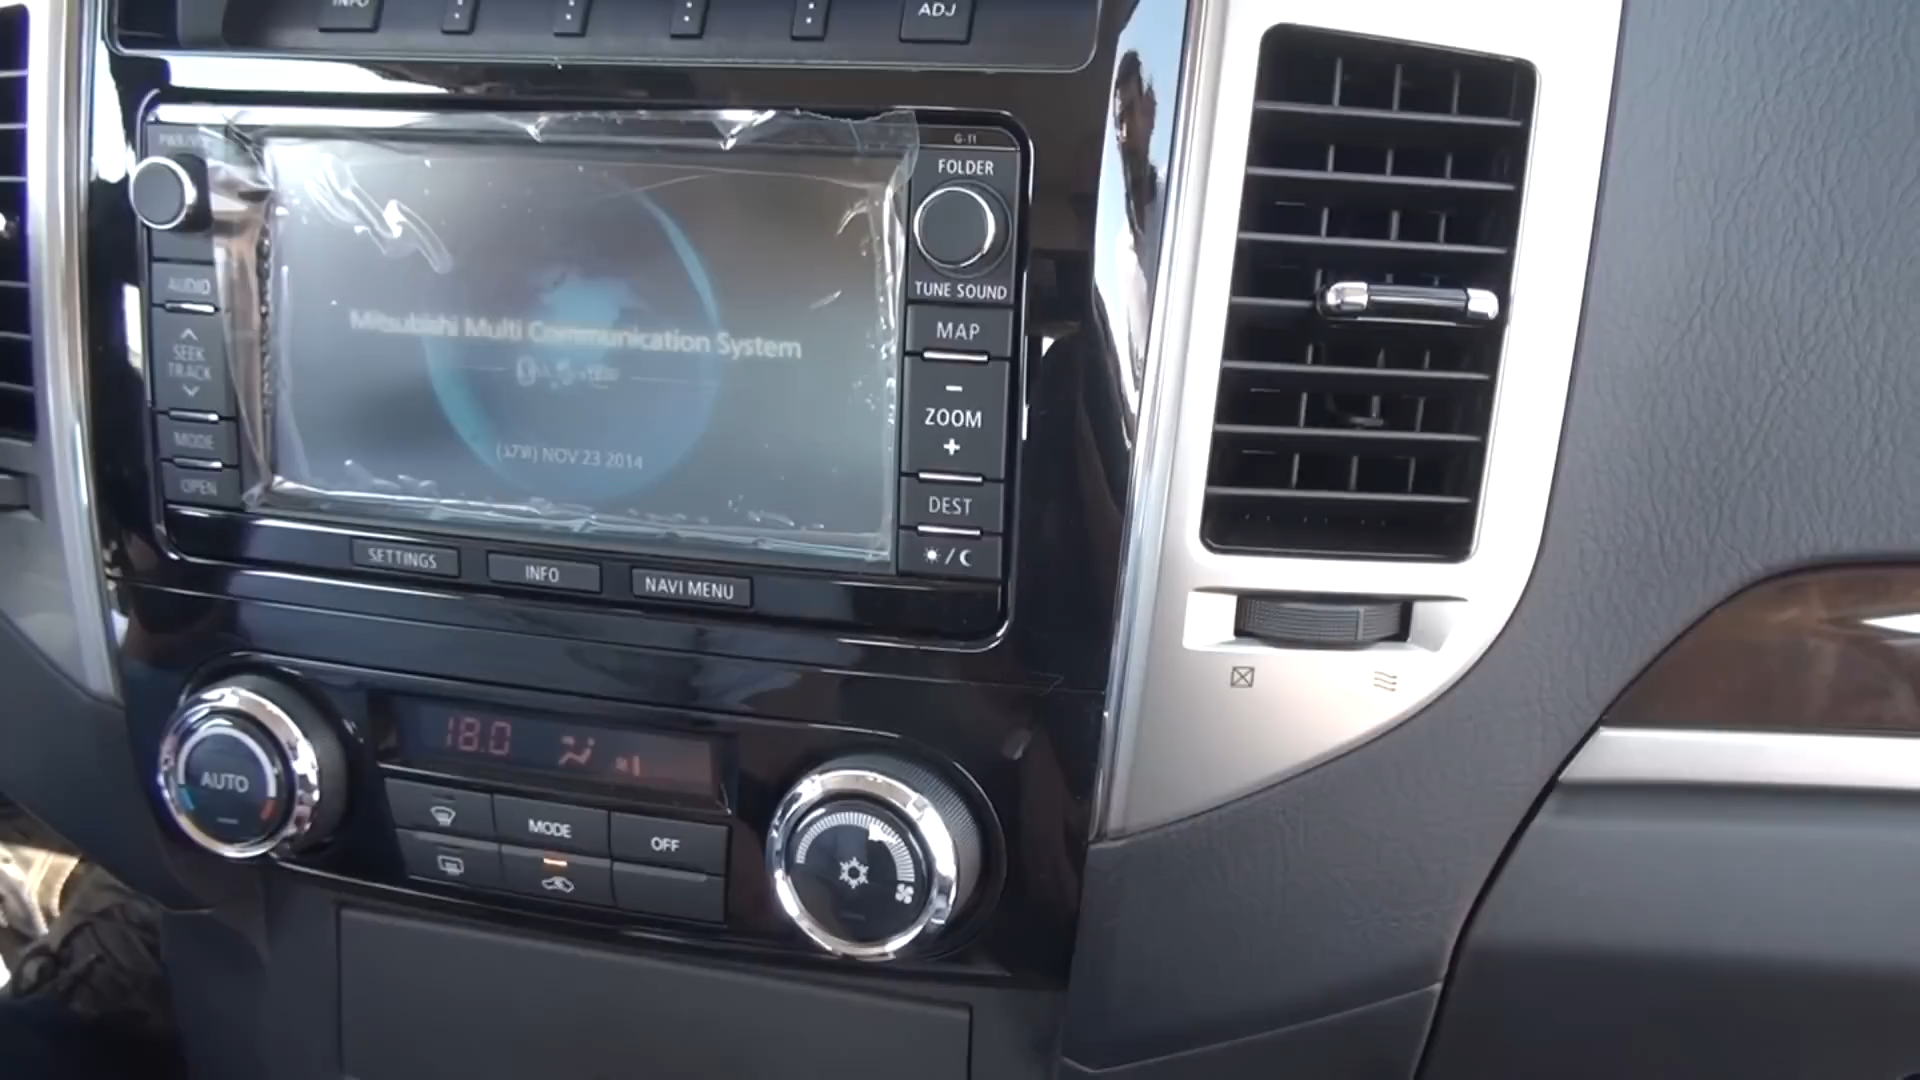 INFO
ADJ
PWR/VOL
G-11
FOLDER
TUNE SOUND
AUDIO
SEEK
TRACK
MODE
OPEN
Mitsubishi Multi Communication System
NOV 23 2014
MAP
-
ZOOM
+
DEST
SETTINGS
INFO
NAVI MENU
AUTO
18.0
MODE
OFF